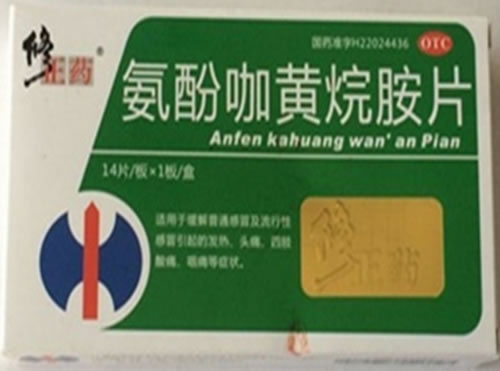 修正药®
国药准字H22024436 OTC
氨酚咖黄烷胺片
Anfen kahuang wan' an Pian
14片/板×1板/盒
适用于缓解普通感冒及流行性
感冒引起的发热、头痛、四肢
酸痛、咽痛等症状。
修正药